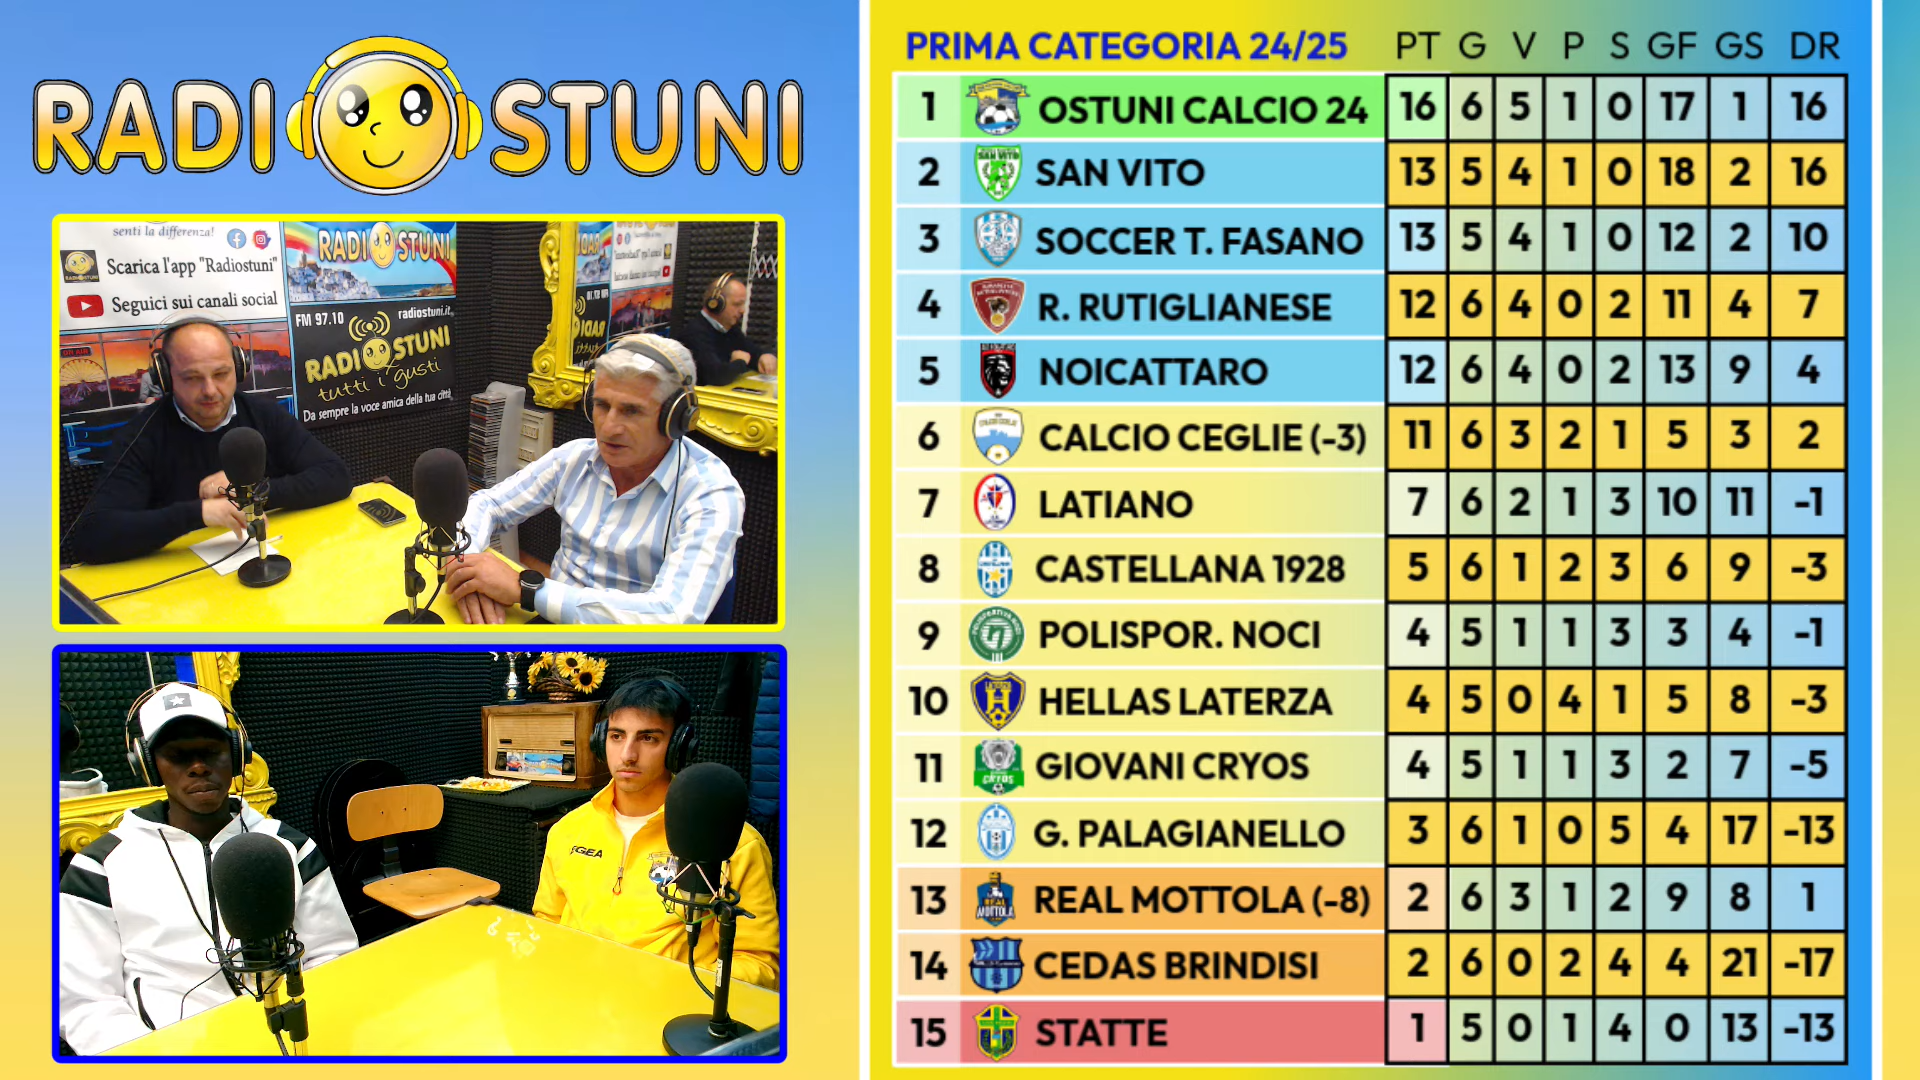 RADIOSTUNI
senti la differenza!
Scarica l'app "Radiostuni"
Seguici sui canali social
ON AIR
RADIOSTUNI
FM 97.10 radiostuni.it
RADIOSTUNI
tutti i gusti
Da sempre la voce amica della tua città
GEA
PRIMA CATEGORIA 24/25 PT G V P S GF GS DR
1 OSTUNI CALCIO 24 16 6 5 1 0 17 1 16
2 SAN VITO 13 5 4 1 0 18 2 16
3 SOCCER T. FASANO 13 5 4 1 0 12 2 10
4 R. RUTIGLIANESE 12 6 4 0 2 11 4 7
5 NOICATTARO 12 6 4 0 2 13 9 4
6 CALCIO CEGLIE (-3) 11 6 3 2 1 5 3 2
7 LATIANO 7 6 2 1 3 10 11 -1
8 CASTELLANA 1928 5 6 1 2 3 6 9 -3
9 POLISPOR. NOCI 4 5 1 1 3 3 4 -1
10 HELLAS LATERZA 4 5 0 4 1 5 8 -3
11 GIOVANI CRYOS 4 5 1 1 3 2 7 -5
12 G. PALAGIANELLO 3 6 1 0 5 4 17 -13
13 REAL MOTTOLA (-8) 2 6 3 1 2 9 8 1
14 CEDAS BRINDISI 2 6 0 2 4 4 21 -17
15 STATTE 1 5 0 1 4 0 13 -13